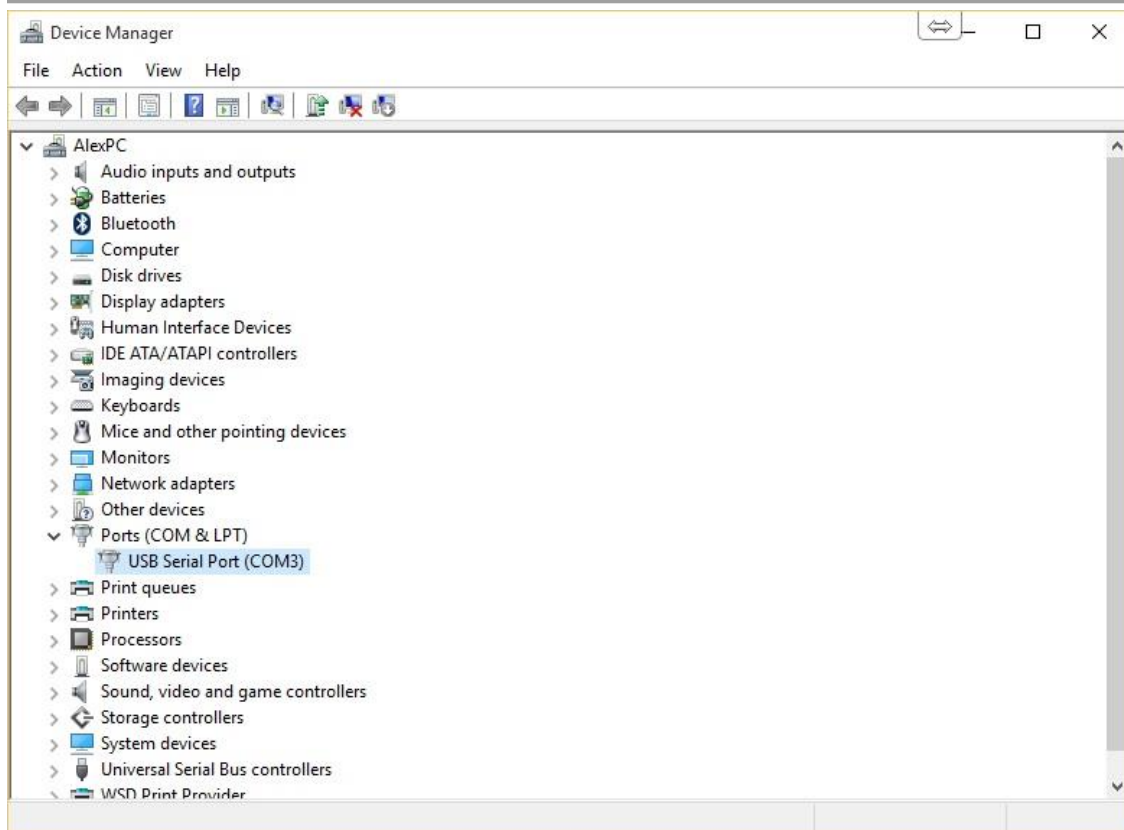 Device Manager
File Action View Help
AlexPC
Audio inputs and outputs
Batteries
Bluetooth
Computer
Disk drives
Display adapters
Human Interface Devices
IDE ATA/ATAPI controllers
Imaging devices
Keyboards
Mice and other pointing devices
Monitors
Network adapters
Other devices
Ports (COM & LPT)
USB Serial Port (COM3)
Print queues
Printers
Processors
Software devices
Sound, video and game controllers
Storage controllers
System devices
Universal Serial Bus controllers
WSD Print Provider